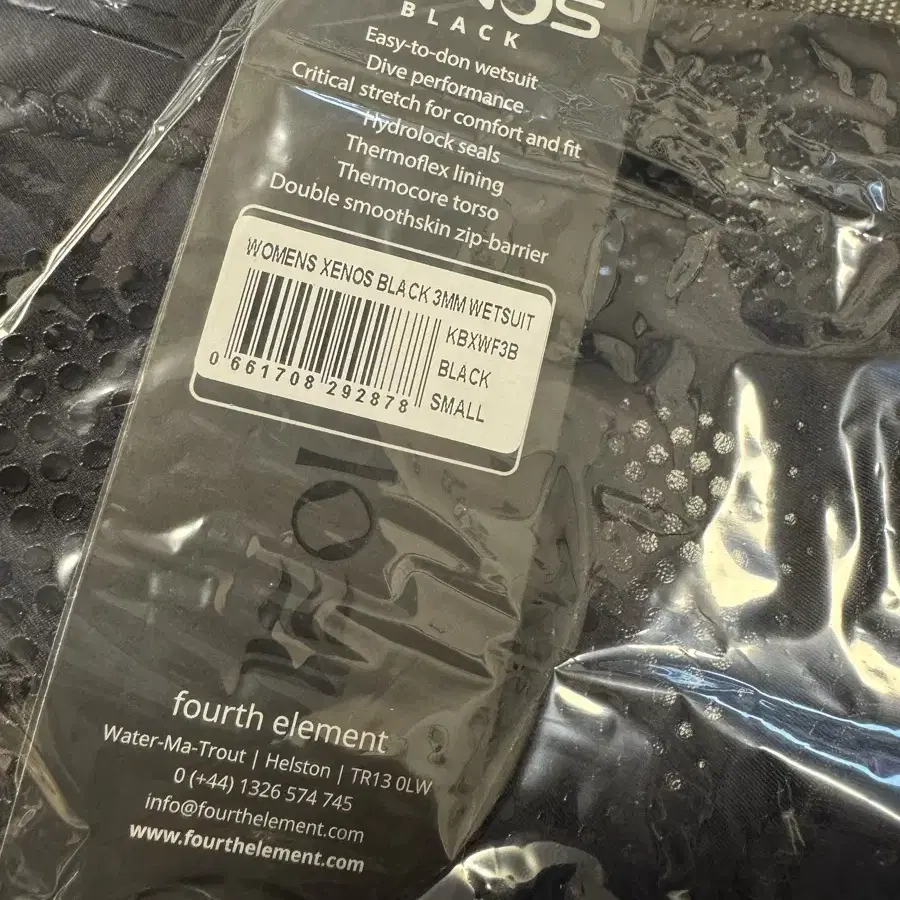 BLACK
Easy-to-don wetsuit
Dive performance
Critical stretch for comfort and fit
Hydrolock seals
Thermoflex lining
Thermocore torso
Double smoothskin zip-barrier
WOMENS XENOS BLACK 3MM WETSUIT
KBXWF3B
BLACK
SMALL
0 661708 292878
fourth element
Water-Ma-Trout | Helston | TR13 0LW
0 (+44) 1326 574 745
info@fourthelement.com
www.fourthelement.com